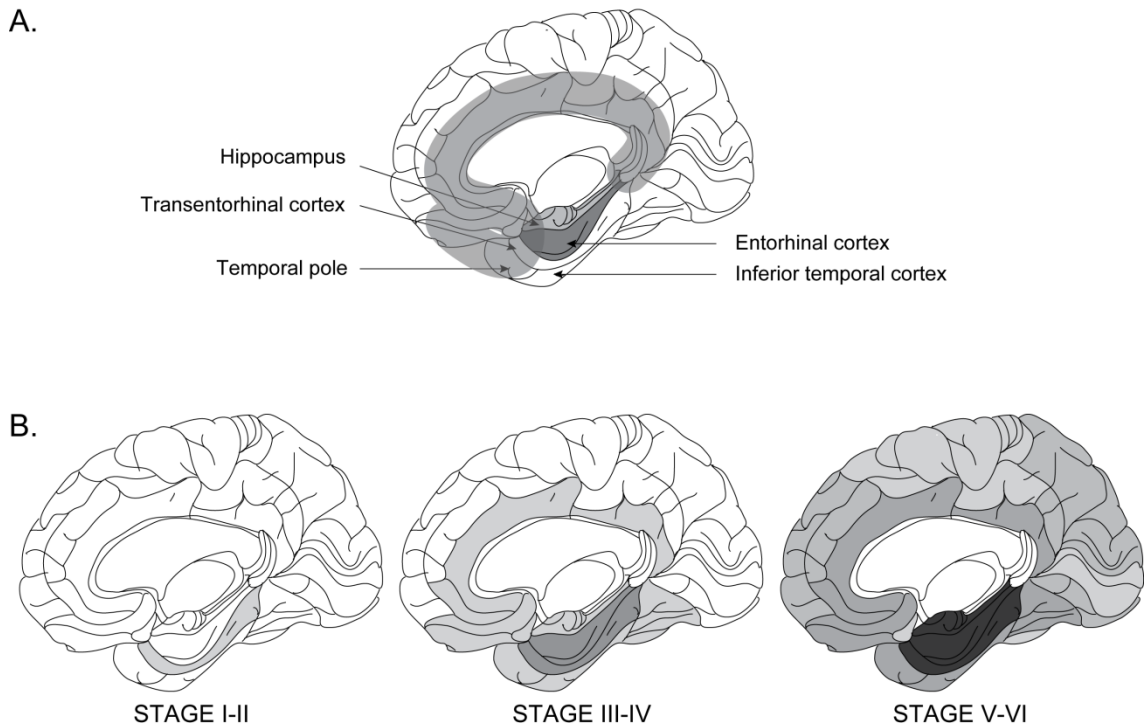 A.
Hippocampus
Transentorhinal cortex
Temporal pole
Entorhinal cortex
Inferior temporal cortex
B.
STAGE I-II
STAGE III-IV
STAGE V-VI